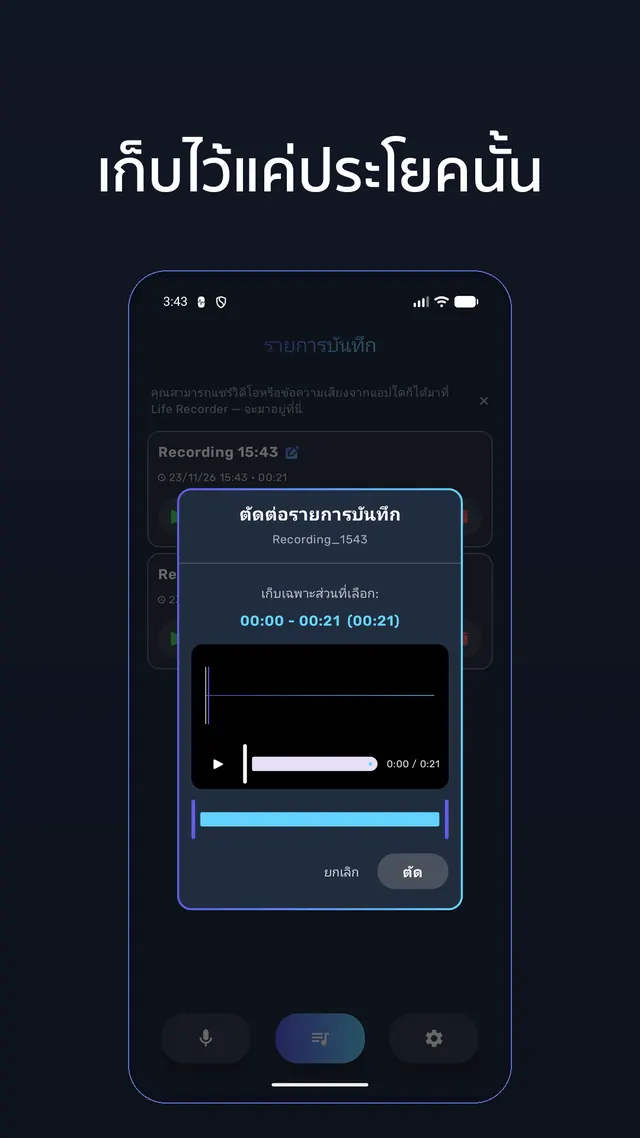 เก็บไว้แค่ประโยคนั้น
3:43
รายการบันทึก
คุณสามารถแชร์วิดีโอหรือข้อความเสียงจากแอปใดก็ได้มาที่
Life Recorder — จะมาอยู่ที่นี่
Recording 15:43
23/11/26 15:43 • 00:21
ตัดต่อรายการบันทึก
Recording_1543
Re
เก็บเฉพาะส่วนที่เลือก:
00:00 - 00:21 (00:21)
0:00 / 0:21
ยกเลิก
ตัด